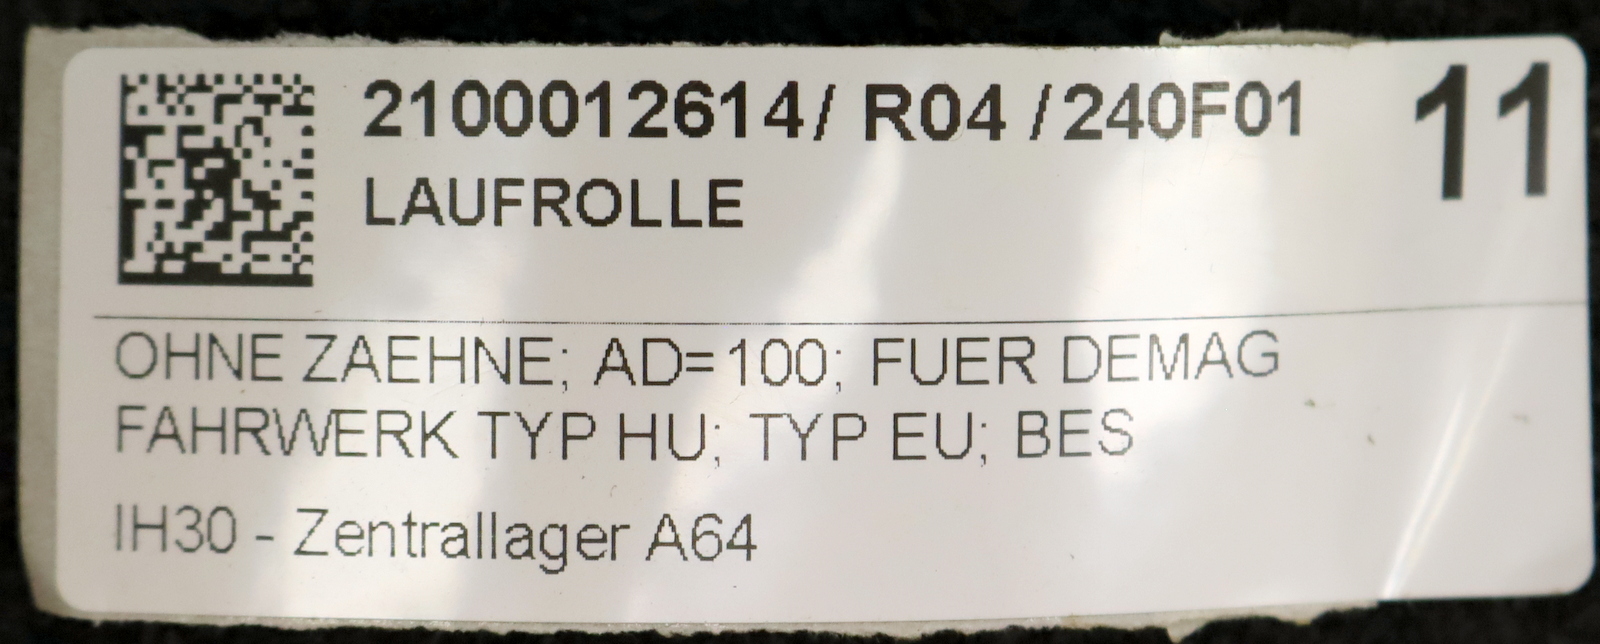 2100012614/ R04 /240F01 11
LAUFROLLE
OHNE ZAEHNE; AD=100; FUER DEMAG
FAHRWERK TYP HU; TYP EU; BES
IH30 - Zentrallager A64